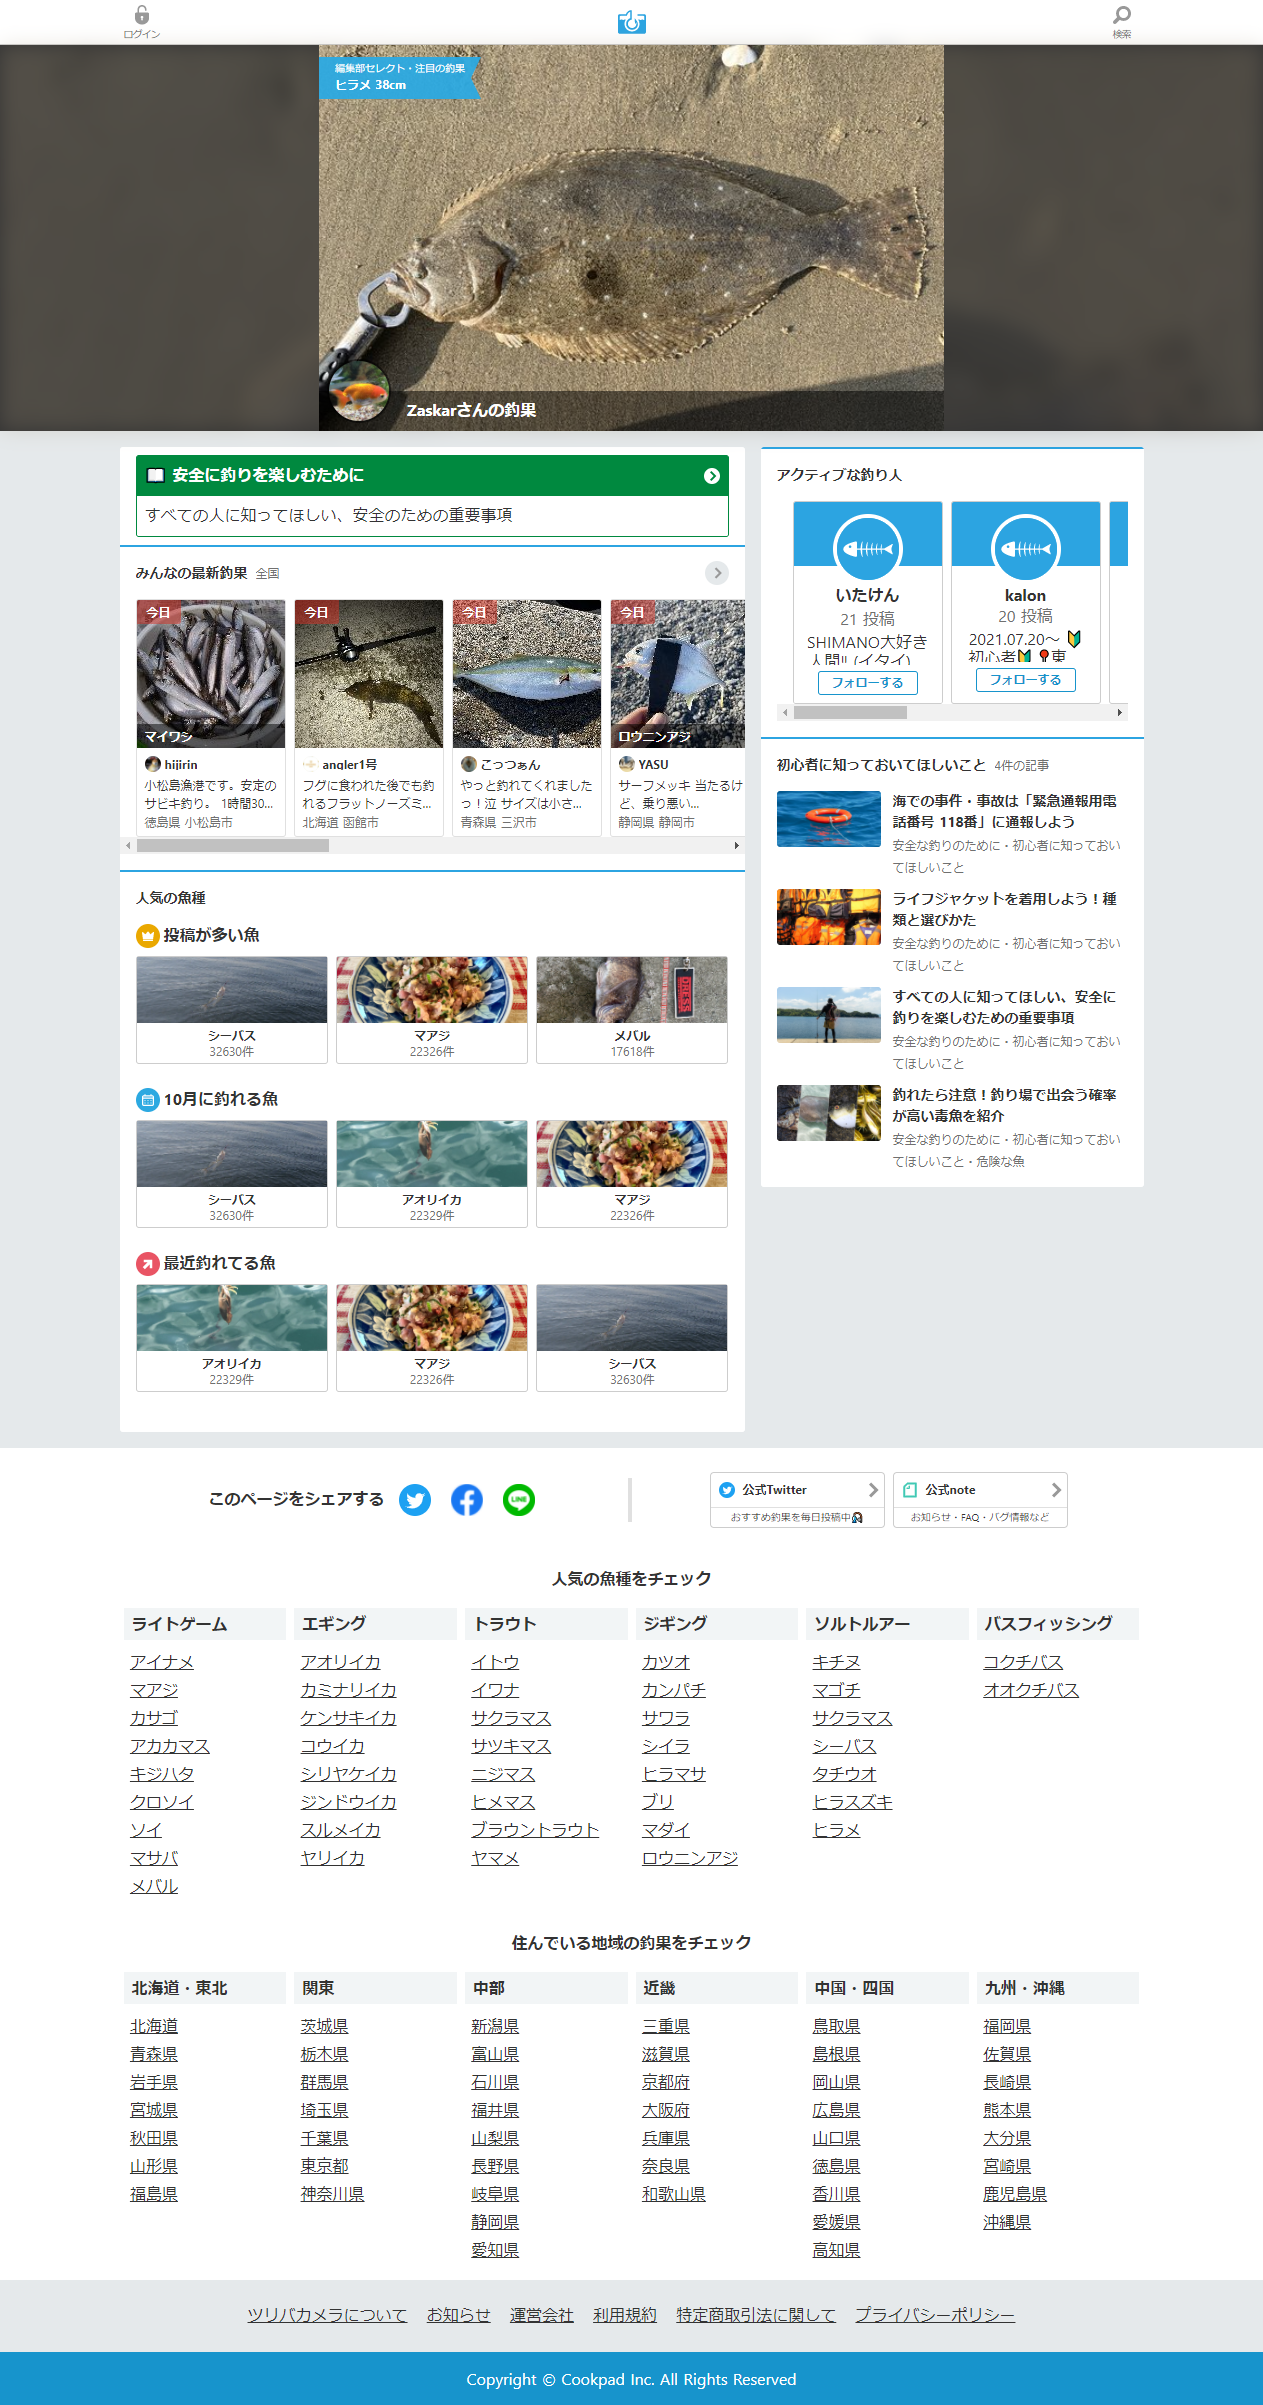 ログイン
検索
編集部セレクト・注目の釣果
ヒラメ 38cm
Zaskarさんの釣果
安全に釣りを楽しむために
すべての人に知ってほしい、安全のための重要事項
みんなの最新釣果 全国
今日
マイワシ
hijirin
小松島漁港です。安定の
サビキ釣り。 1時間30...
徳島県 小松島市
今日
angler1号
フグに食われた後でも釣
れるフラットノーズミ...
北海道 函館市
今日
こっつぁん
やっと釣れてくれました
っ！泣 サイズは小さ...
青森県 三沢市
今日
ロウニンアジ
YASU
サーフメッキ 当たるけ
ど、乗り悪い...
静岡県 静岡市
人気の魚種
投稿が多い魚
シーバス
32630件
マアジ
22326件
メバル
17618件
10月に釣れる魚
シーバス
32630件
アオリイカ
22329件
マアジ
22326件
最近釣れてる魚
アオリイカ
22329件
マアジ
22326件
シーバス
32630件
アクティブな釣り人
いたけん
21 投稿
SHIMANO大好き
フォローする
kalon
20 投稿
2021.07.20〜
初心者
フォローする
初心者に知っておいてほしいこと 4件の記事
海での事件・事故は「緊急通報用電
話番号 118番」に通報しよう
安全な釣りのために・初心者に知っておい
てほしいこと
ライフジャケットを着用しよう！種
類と選びかた
安全な釣りのために・初心者に知っておい
てほしいこと
すべての人に知ってほしい、安全に
釣りを楽しむための重要事項
安全な釣りのために・初心者に知っておい
てほしいこと
釣れたら注意！釣り場で出会う確率
が高い毒魚を紹介
安全な釣りのために・初心者に知っておい
てほしいこと・危険な魚
このページをシェアする
LINE
公式Twitter
おすすめ釣果を毎日投稿中
公式note
お知らせ・FAQ・バグ情報など
人気の魚種をチェック
ライトゲーム
アイナメ
マアジ
カサゴ
アカカマス
キジハタ
クロソイ
ソイ
マサバ
メバル
エギング
アオリイカ
カミナリイカ
ケンサキイカ
コウイカ
シリヤケイカ
ジンドウイカ
スルメイカ
ヤリイカ
トラウト
イトウ
イワナ
サクラマス
サツキマス
ニジマス
ヒメマス
ブラウントラウト
ヤマメ
ジギング
カツオ
カンパチ
サワラ
シイラ
ヒラマサ
ブリ
マダイ
ロウニンアジ
ソルトルアー
キチヌ
マゴチ
サクラマス
シーバス
タチウオ
ヒラスズキ
ヒラメ
バスフィッシング
コクチバス
オオクチバス
住んでいる地域の釣果をチェック
北海道・東北
北海道
青森県
岩手県
宮城県
秋田県
山形県
福島県
関東
茨城県
栃木県
群馬県
埼玉県
千葉県
東京都
神奈川県
中部
新潟県
富山県
石川県
福井県
山梨県
長野県
岐阜県
静岡県
愛知県
近畿
三重県
滋賀県
京都府
大阪府
兵庫県
奈良県
和歌山県
中国・四国
鳥取県
島根県
岡山県
広島県
山口県
徳島県
香川県
愛媛県
高知県
九州・沖縄
福岡県
佐賀県
長崎県
熊本県
大分県
宮崎県
鹿児島県
沖縄県
ツリバカメラについて お知らせ 運営会社 利用規約 特定商取引法に関して プライバシーポリシー
Copyright © Cookpad Inc. All Rights Reserved